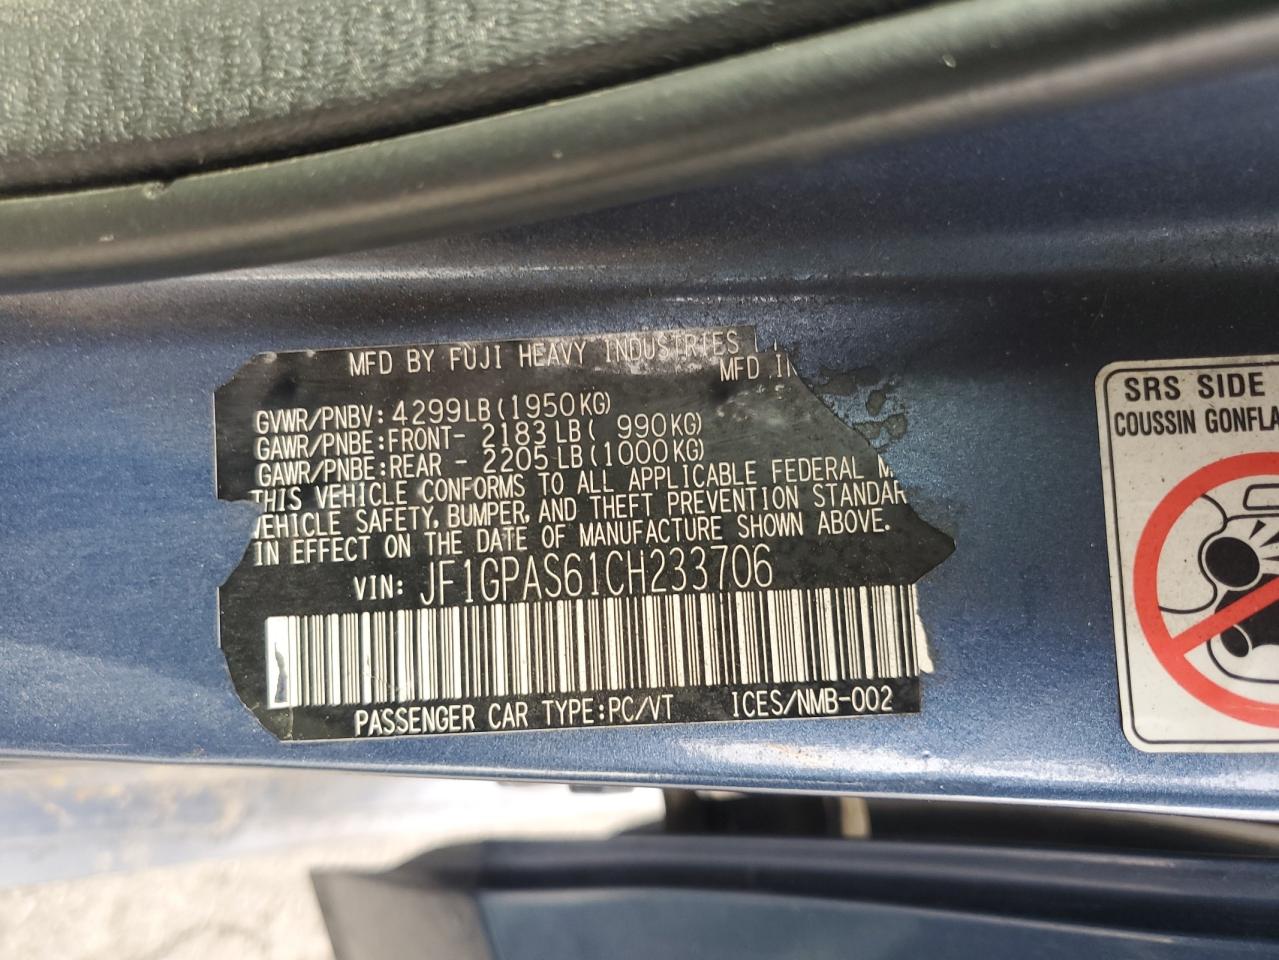 MFD BY FUJI HEAVY INDUSTRIES
MFD IN
GVWR/PNBV: 4299LB(1950KG)
GAWR/PNBE:FRONT- 2183 LB( 990KG)
GAWR/PNBE:REAR - 2205 LB(1000KG)
THIS VEHICLE CONFORMS TO ALL APPLICABLE FEDERAL M
VEHICLE SAFETY, BUMPER, AND THEFT PREVENTION STANDAR
IN EFFECT ON THE DATE OF MANUFACTURE SHOWN ABOVE.
VIN: JF1GPAS61CH233706
PASSENGER CAR TYPE:PC/VT ICES/NMB-002
SRS SIDE
COUSSIN GONFLA